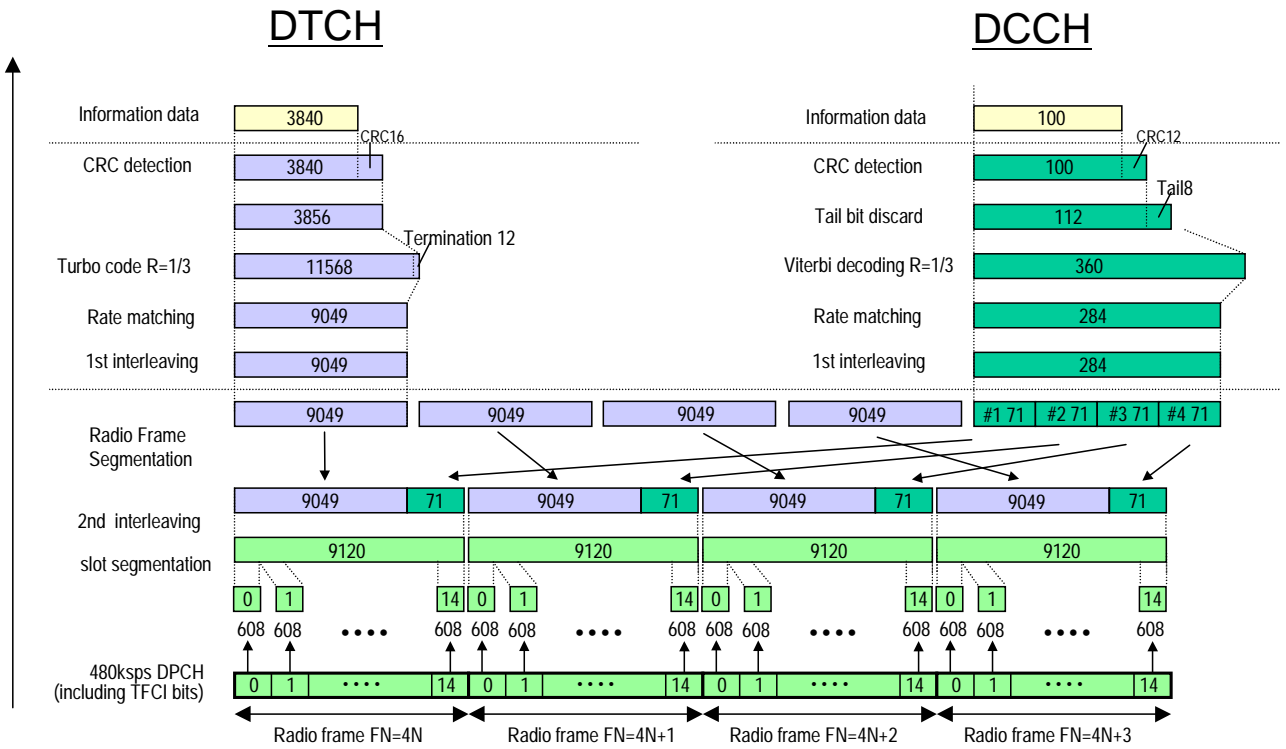 DTCH DCCH
Information data 3840 Information data 100
CRC16 CRC12
CRC detection 3840 CRC detection 100
Tail8
3856 Tail bit discard 112
Termination 12
Turbo code R=1/3 11568 Viterbi decoding R=1/3 360
Rate matching 9049 Rate matching 284
1st interleaving 9049 1st interleaving 284
9049 9049 9049 9049 #1 71 #2 71 #3 71 #4 71
Radio Frame
Segmentation
9049 71 9049 71 9049 71 9049 71
2nd interleaving
9120 9120 9120 9120
slot segmentation
0 1 14 0 1 14 0 1 14 0 1 14
608 608 •••• 608 608 608 •••• 608 608 608 •••• 608 608 608 •••• 608
480ksps DPCH
(including TFCI bits)
0 1 •••• 14 0 1 •••• 14 0 1 •••• 14 0 1 •••• 14
Radio frame FN=4N Radio frame FN=4N+1 Radio frame FN=4N+2 Radio frame FN=4N+3